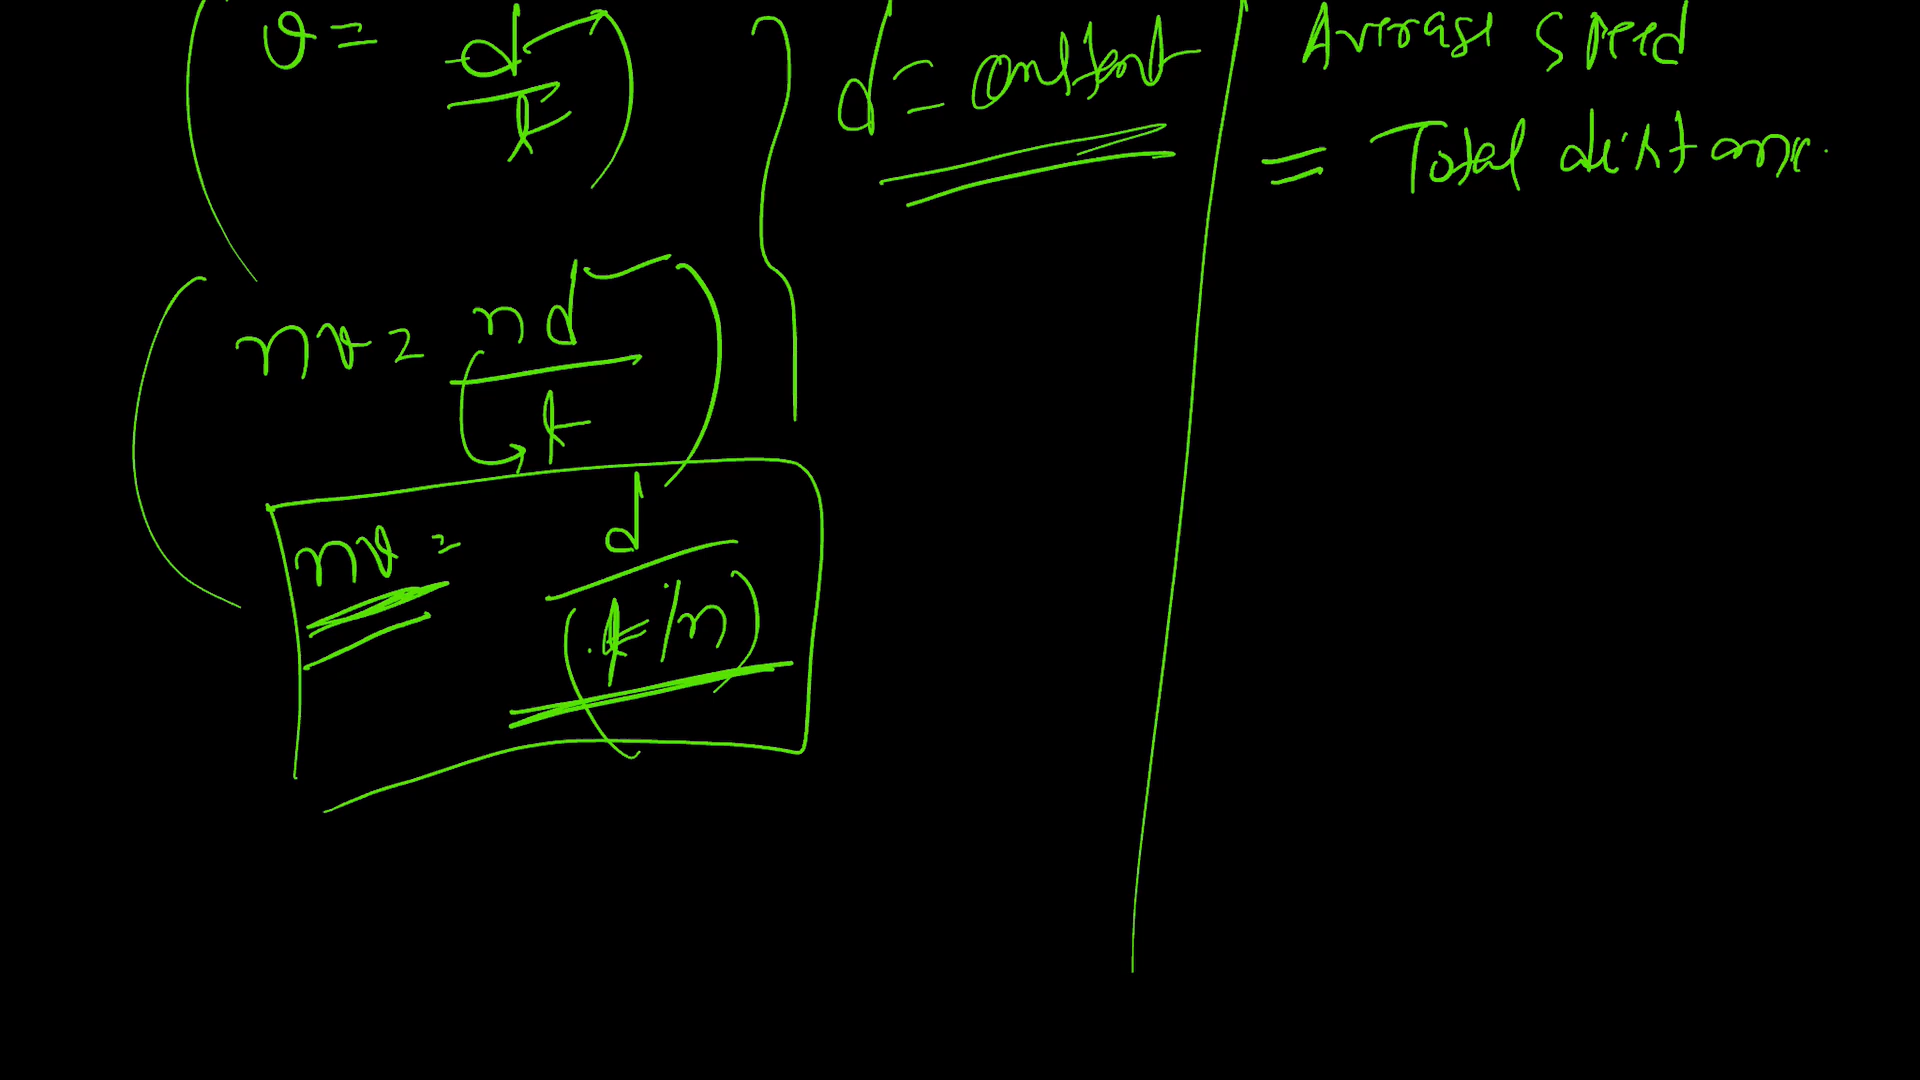 v = d/t
d = constant
nv = nd/t
nv = d/(t/n)
Average speed
= Total distance